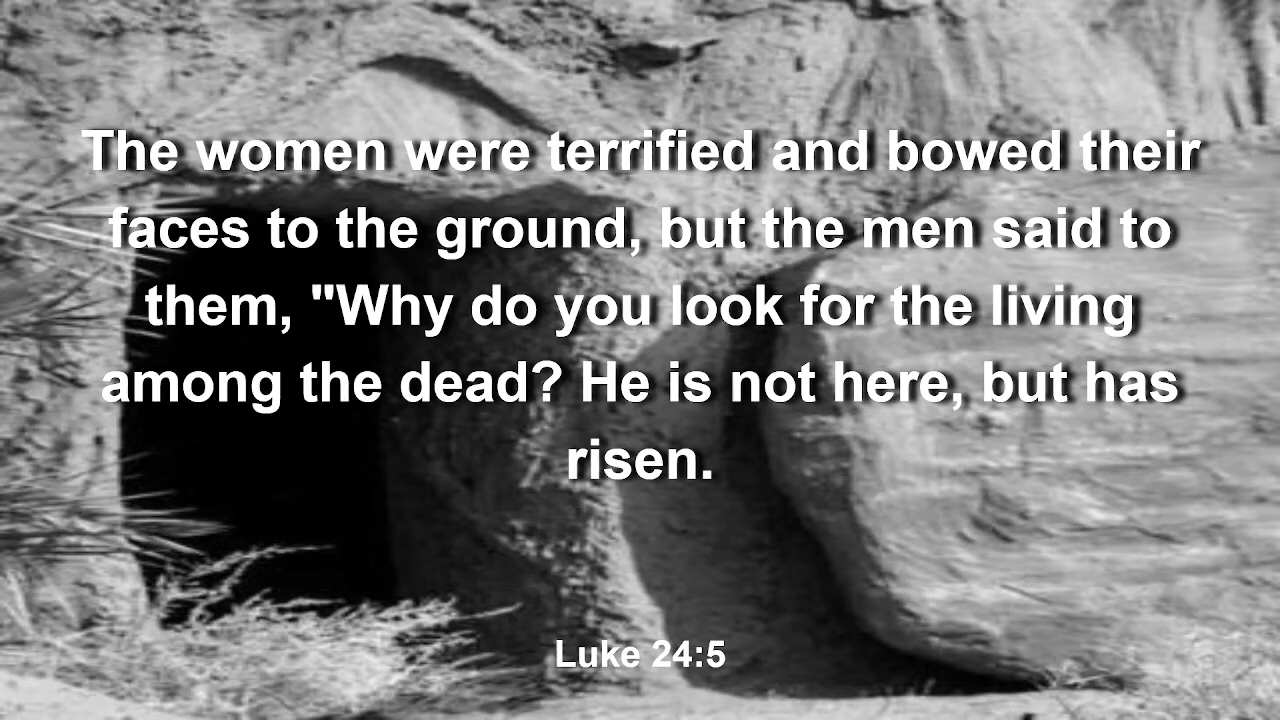 The women were terrified and bowed their
faces to the ground, but the men said to
them, "Why do you look for the living
among the dead? He is not here, but has
risen.
Luke 24:5